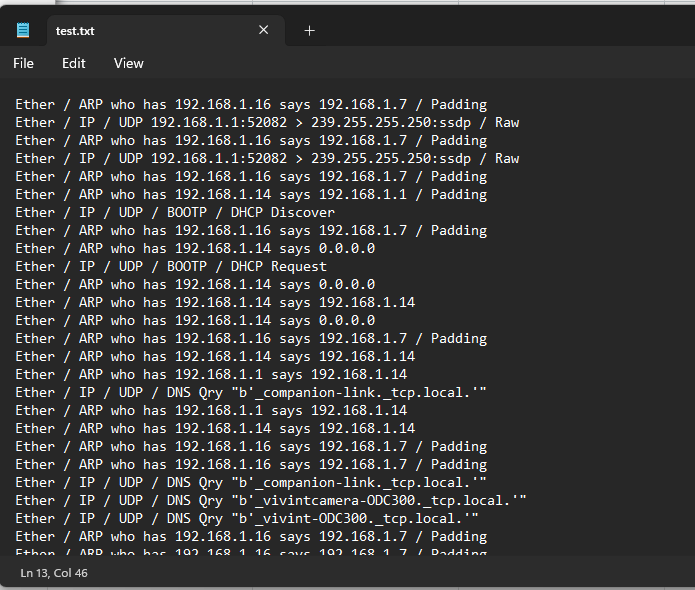 test.txt
File Edit View
Ether / ARP who has 192.168.1.16 says 192.168.1.7 / Padding
Ether / IP / UDP 192.168.1.1:52082 > 239.255.255.250:ssdp / Raw
Ether / ARP who has 192.168.1.16 says 192.168.1.7 / Padding
Ether / IP / UDP 192.168.1.1:52082 > 239.255.255.250:ssdp / Raw
Ether / ARP who has 192.168.1.16 says 192.168.1.7 / Padding
Ether / ARP who has 192.168.1.14 says 192.168.1.1 / Padding
Ether / IP / UDP / BOOTP / DHCP Discover
Ether / ARP who has 192.168.1.16 says 192.168.1.7 / Padding
Ether / ARP who has 192.168.1.14 says 0.0.0.0
Ether / IP / UDP / BOOTP / DHCP Request
Ether / ARP who has 192.168.1.14 says 0.0.0.0
Ether / ARP who has 192.168.1.14 says 192.168.1.14
Ether / ARP who has 192.168.1.14 says 0.0.0.0
Ether / ARP who has 192.168.1.16 says 192.168.1.7 / Padding
Ether / ARP who has 192.168.1.14 says 192.168.1.14
Ether / ARP who has 192.168.1.1 says 192.168.1.14
Ether / IP / UDP / DNS Qry "b'_companion-link._tcp.local.'"
Ether / ARP who has 192.168.1.1 says 192.168.1.14
Ether / ARP who has 192.168.1.14 says 192.168.1.14
Ether / ARP who has 192.168.1.16 says 192.168.1.7 / Padding
Ether / ARP who has 192.168.1.16 says 192.168.1.7 / Padding
Ether / IP / UDP / DNS Qry "b'_companion-link._tcp.local.'"
Ether / IP / UDP / DNS Qry "b'_vivintcamera-ODC300._tcp.local.'"
Ether / IP / UDP / DNS Qry "b'_vivint-ODC300._tcp.local.'"
Ether / ARP who has 192.168.1.16 says 192.168.1.7 / Padding
Ether / ARP who has 192.168.1.16 says 192.168.1.7 / Padding
Ln 13, Col 46